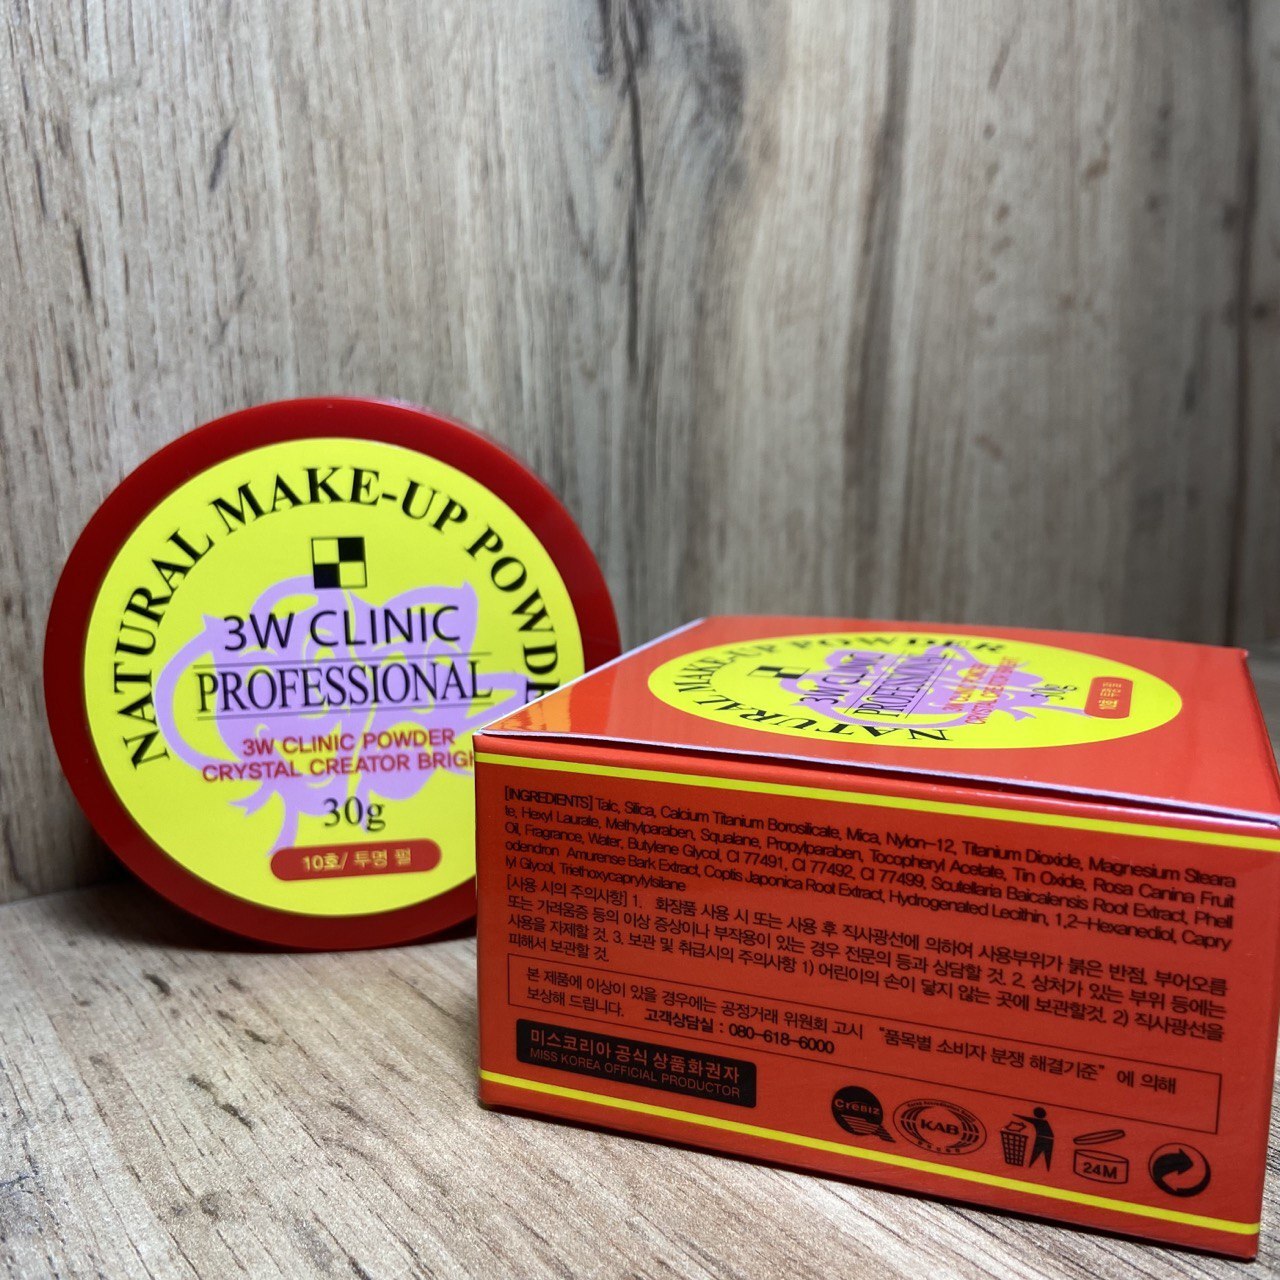 NATURAL MAKE-UP POWDE
3W CLINIC
PROFESSIONAL
3W CLINIC POWDER
CRYSTAL CREATOR BRIGH
30g
10호/ 투명 펄
NATURAL MAKE-UP POWDER
3W CLINIC
PROFESSIONAL
30g
[INGREDIENTS] Talc, Silica, Calcium Titanium Borosilicate, Mica, Nylon-12, Titanium Dioxide, Magnesium Steara
te, Hexyl Laurate, Methylparaben, Squalane, Propylparaben, Tocopheryl Acetate, Tin Oxide, Rosa Canina Fruit
Oil, Fragrance, Water, Butylene Glycol, CI 77491, CI 77492, CI 77499, Scutellaria Baicalensis Root Extract, Phell
odendron Amurense Bark Extract, Coptis Japonica Root Extract, Hydrogenated Lecithin, 1,2-Hexanediol, Capry
lyl Glycol, Triethoxycaprylylsilane
[사용 시의 주의사항] 1. 화장품 사용 시 또는 사용 후 직사광선에 의하여 사용부위가 붉은 반점, 부어오름
또는 가려움증 등의 이상 증상이나 부작용이 있는 경우 전문의 등과 상담할 것. 2. 상처가 있는 부위 등에는
사용을 자제할 것. 3. 보관 및 취급시의 주의사항 1) 어린이의 손이 닿지 않는 곳에 보관할것. 2) 직사광선을
피해서 보관할 것.
본 제품에 이상이 있을 경우에는 공정거래 위원회 고시 "품목별 소비자 분쟁 해결기준" 에 의해
보상해 드립니다. 고객상담실 : 080-618-6000
미스코리아 공식 상품화권자
MISS KOREA OFFICIAL PRODUCTOR
CreBIZ
KAB
24M